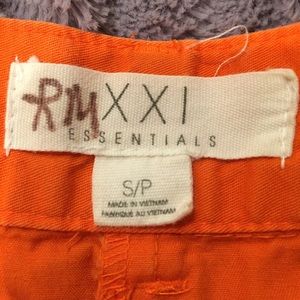 RMXXI
ESSENTIALS
S/P
MADE IN VIETNAM
FABRIQUÉ AU VIETNAM